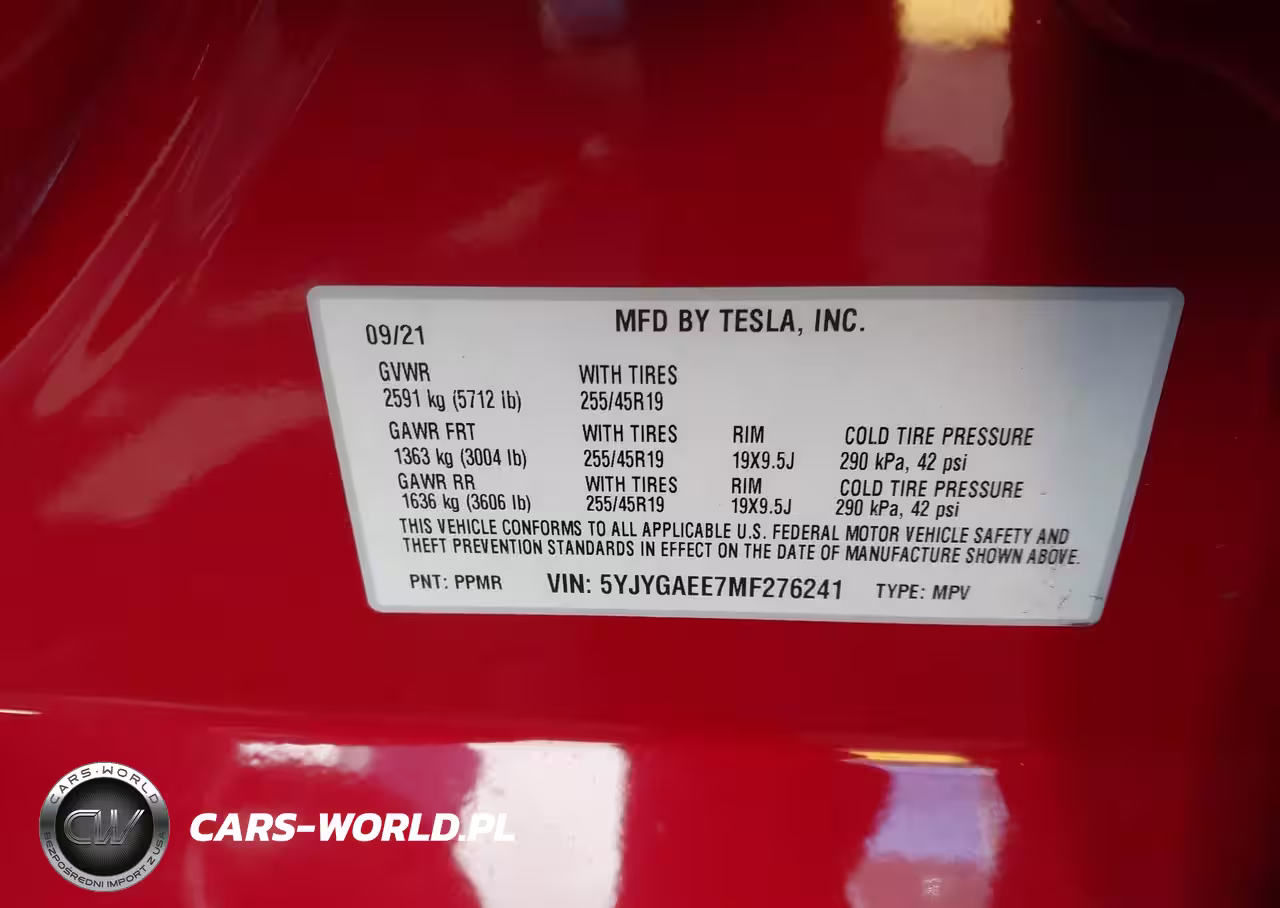 MFD BY TESLA, INC.
09/21
GVWR WITH TIRES
2591 kg (5712 lb) 255/45R19
GAWR FRT WITH TIRES RIM COLD TIRE PRESSURE
1363 kg (3004 lb) 255/45R19 19X9.5J 290 kPa, 42 psi
GAWR RR WITH TIRES RIM COLD TIRE PRESSURE
1636 kg (3606 lb) 255/45R19 19X9.5J 290 kPa, 42 psi
THIS VEHICLE CONFORMS TO ALL APPLICABLE U.S. FEDERAL MOTOR VEHICLE SAFETY AND
THEFT PREVENTION STANDARDS IN EFFECT ON THE DATE OF MANUFACTURE SHOWN ABOVE.
PNT: PPMR VIN: 5YJYGAEE7MF276241 TYPE: MPV
CARS-WORLD
CW
BEZPOŚREDNI IMPORT Z USA
CARS-WORLD.PL